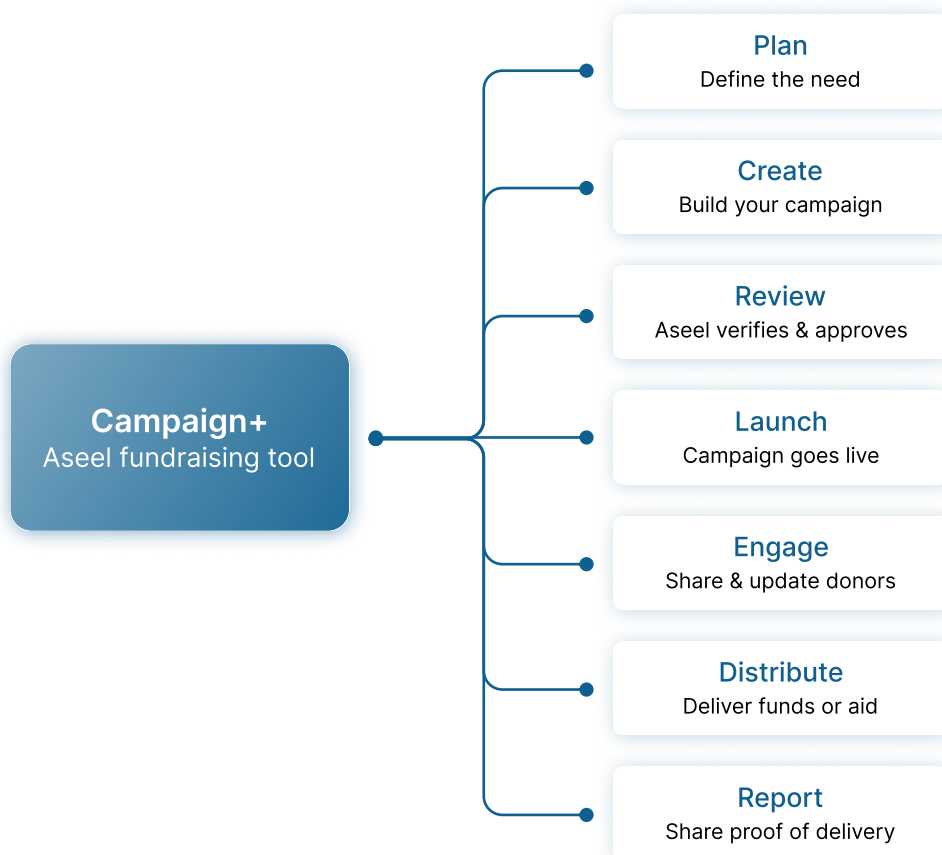 Campaign+
Aseel fundraising tool
Plan
Define the need
Create
Build your campaign
Review
Aseel verifies & approves
Launch
Campaign goes live
Engage
Share & update donors
Distribute
Deliver funds or aid
Report
Share proof of delivery